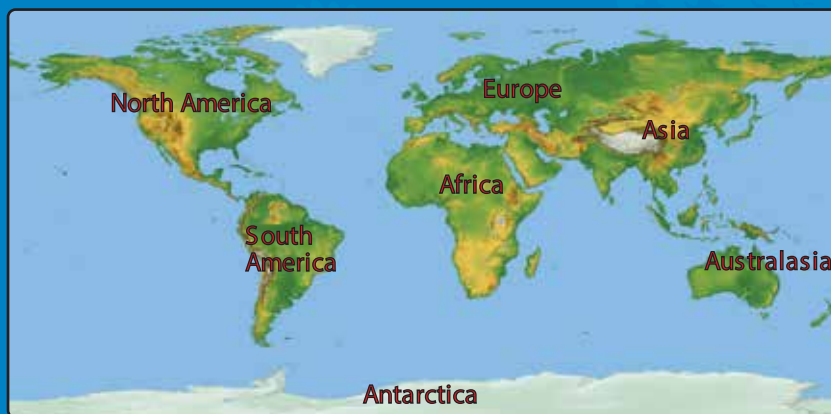 North America
Europe
Asia
Africa
South
America
Australasia
Antarctica